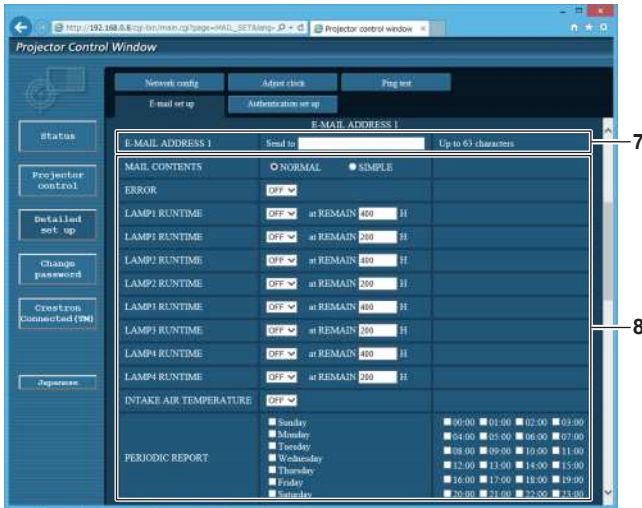 http://192.168.0.8/cgi-bin/main.cgi?page=MAIL_SET&lang= Projector control window
Projector Control Window
Network config Adjust clock Ping test
E-mail set up Authentication set up
E-MAIL ADDRESS 1
Status
E-MAIL ADDRESS 1 Send to Up to 63 characters 7
MAIL CONTENTS NORMAL SIMPLE
Projector control
ERROR OFF
LAMP1 RUNTIME OFF at REMAIN 400 H
Detailed set up
LAMP1 RUNTIME OFF at REMAIN 200 H
LAMP2 RUNTIME OFF at REMAIN 400 H
Change password
LAMP2 RUNTIME OFF at REMAIN 200 H
LAMP3 RUNTIME OFF at REMAIN 400 H
Crestron Connected(TM)
LAMP3 RUNTIME OFF at REMAIN 200 H 8
LAMP4 RUNTIME OFF at REMAIN 400 H
LAMP4 RUNTIME OFF at REMAIN 200 H
Japanese
INTAKE AIR TEMPERATURE OFF
Sunday 00:00 01:00 02:00 03:00
Monday 04:00 05:00 06:00 07:00
Tuesday 08:00 09:00 10:00 11:00
PERIODIC REPORT Wednesday 12:00 13:00 14:00 15:00
Thursday 16:00 17:00 18:00 19:00
Friday 20:00 21:00 22:00 23:00
Saturday